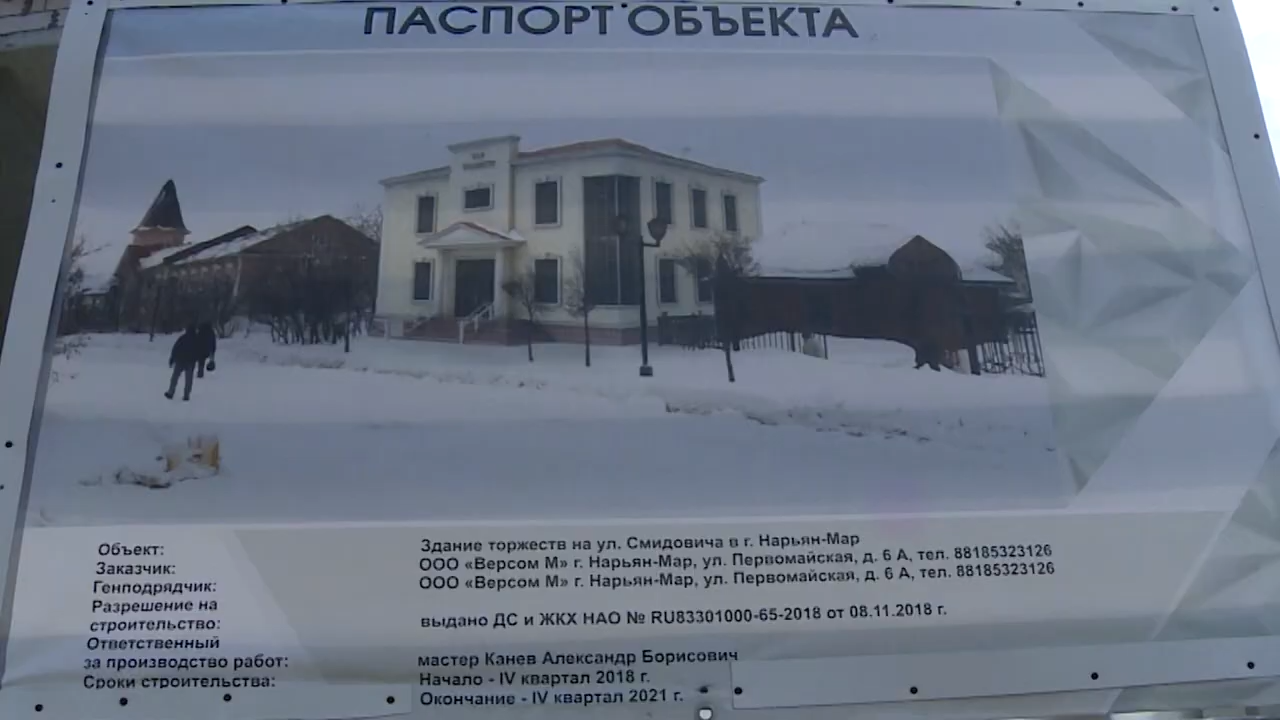 ПАСПОРТ ОБЪЕКТА
Объект: Здание торжеств на ул. Смидовича в г. Нарьян-Мар
Заказчик: ООО «Версом М» г. Нарьян-Мар, ул. Первомайская, д. 6 А, тел. 88185323126
Генподрядчик: ООО «Версом М» г. Нарьян-Мар, ул. Первомайская, д. 6 А, тел. 88185323126
Разрешение на
строительство: выдано ДС и ЖКХ НАО № RU83301000-65-2018 от 08.11.2018 г.
Ответственный
за производство работ: мастер Канев Александр Борисович
Сроки строительства: Начало - IV квартал 2018 г.
Окончание - IV квартал 2021 г.